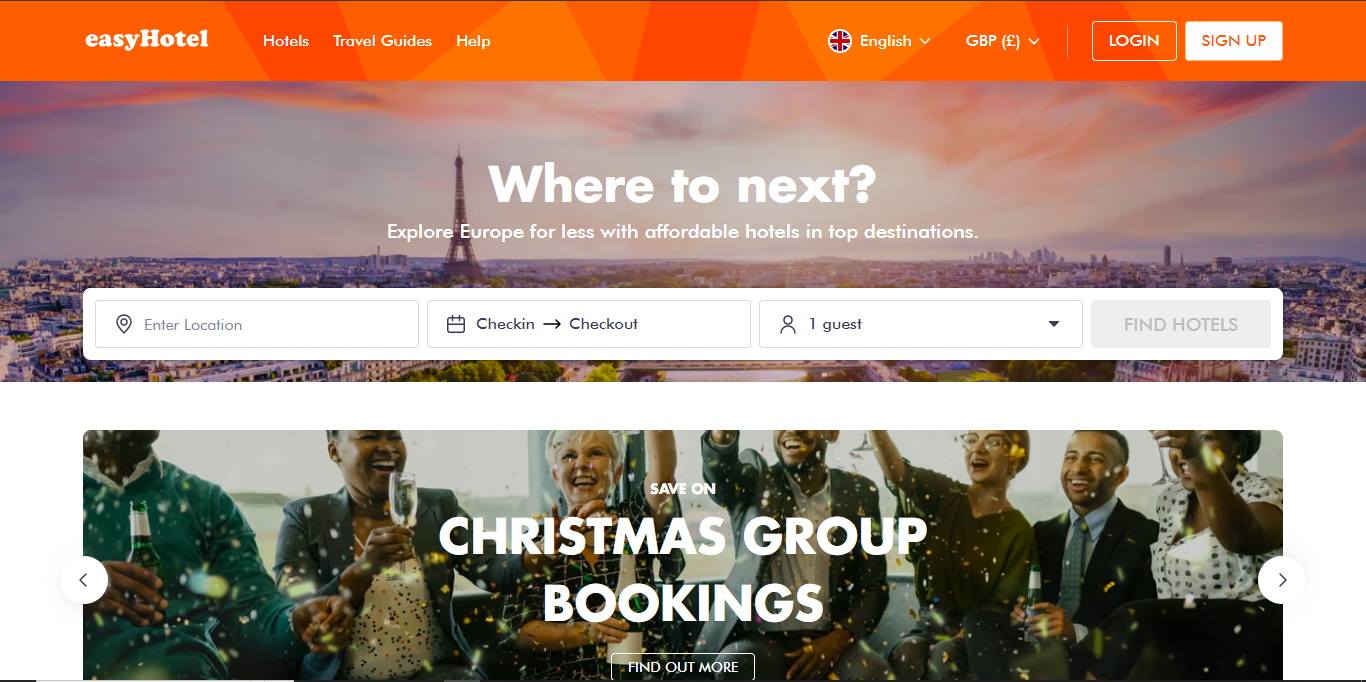 easyHotel
Hotels Travel Guides Help
English GBP (£) LOGIN SIGN UP
Where to next?
Explore Europe for less with affordable hotels in top destinations.
Enter Location Checkin → Checkout 1 guest FIND HOTELS
SAVE ON
CHRISTMAS GROUP
BOOKINGS
FIND OUT MORE